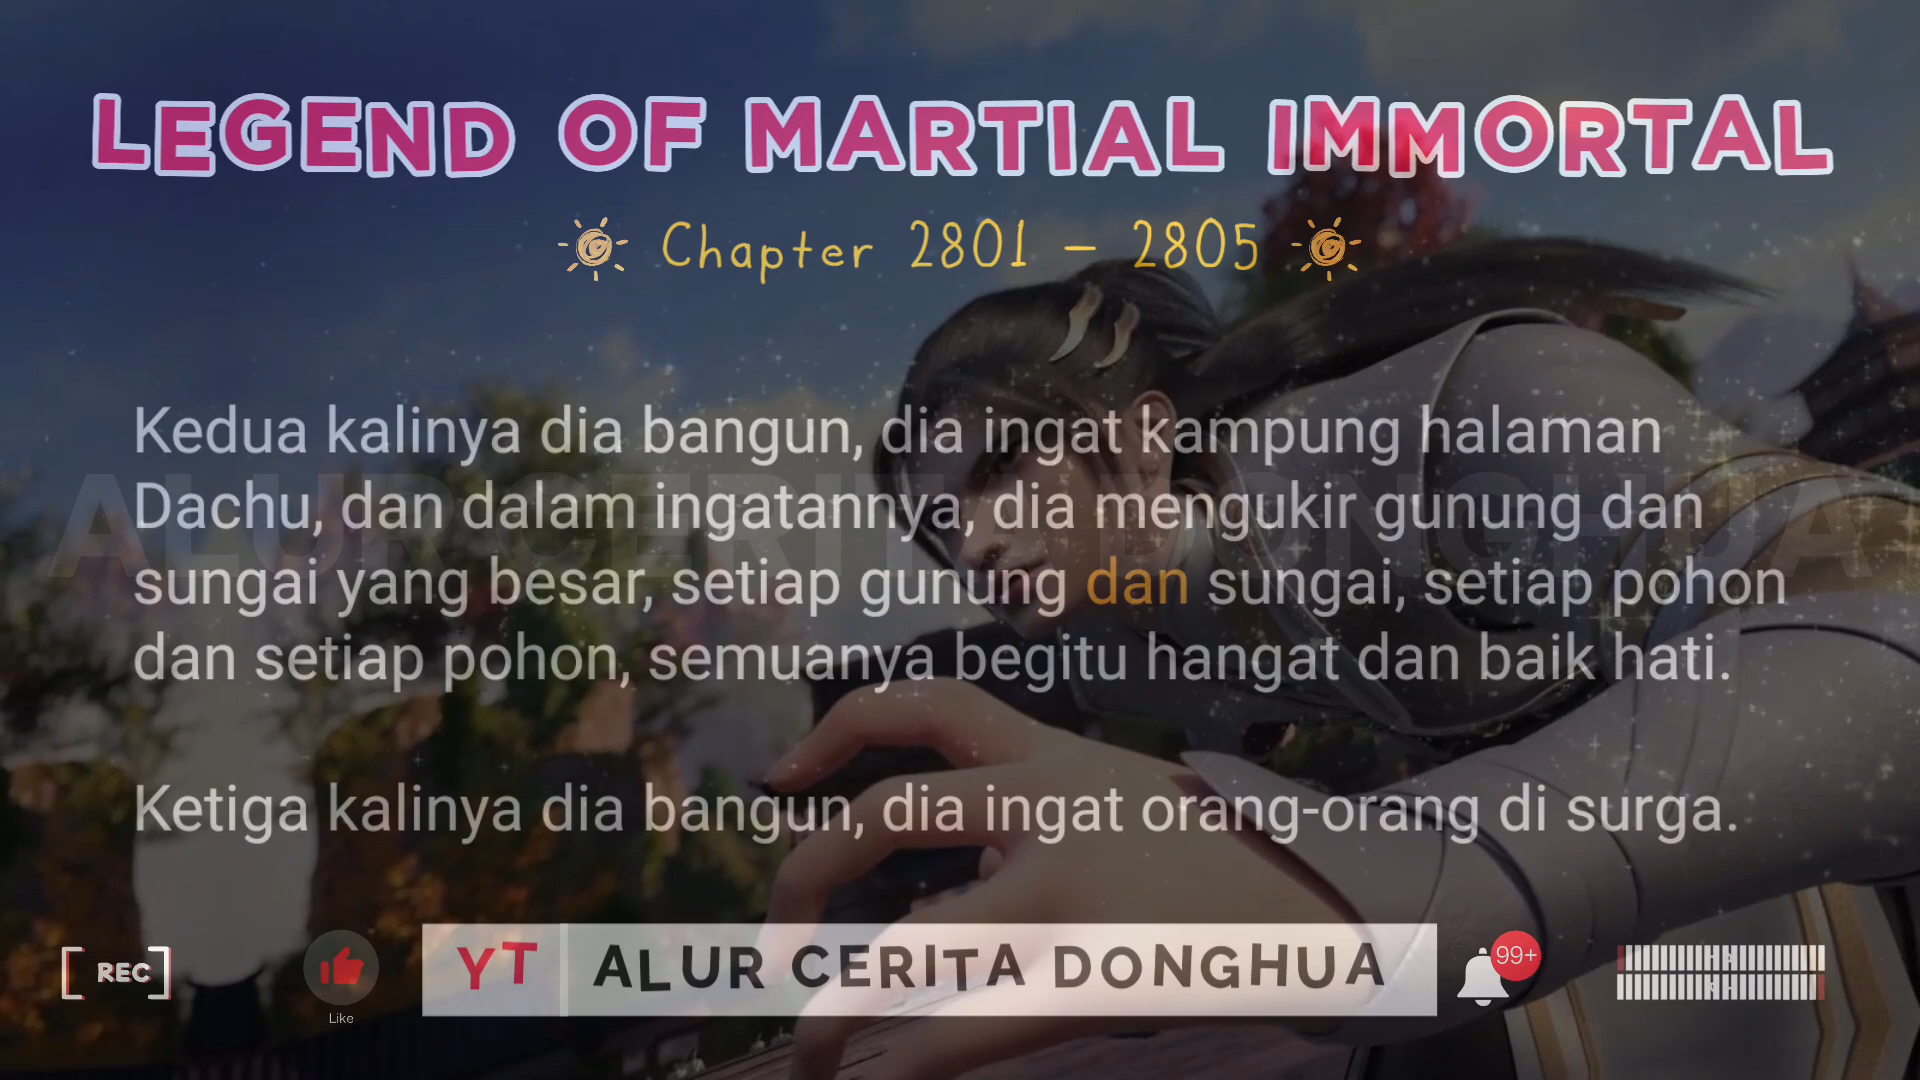 LEGEND OF MARTIAL IMMORTAL
Chapter 2801 - 2805
Kedua kalinya dia bangun, dia ingat kampung halaman
Dachu, dan dalam ingatannya, dia mengukir gunung dan
sungai yang besar, setiap gunung dan sungai, setiap pohon
dan setiap pohon, semuanya begitu hangat dan baik hati.
Ketiga kalinya dia bangun, dia ingat orang-orang di surga.
ALUR CERITA DONGHUA
REC
Like
YT ALUR CERITA DONGHUA
99+